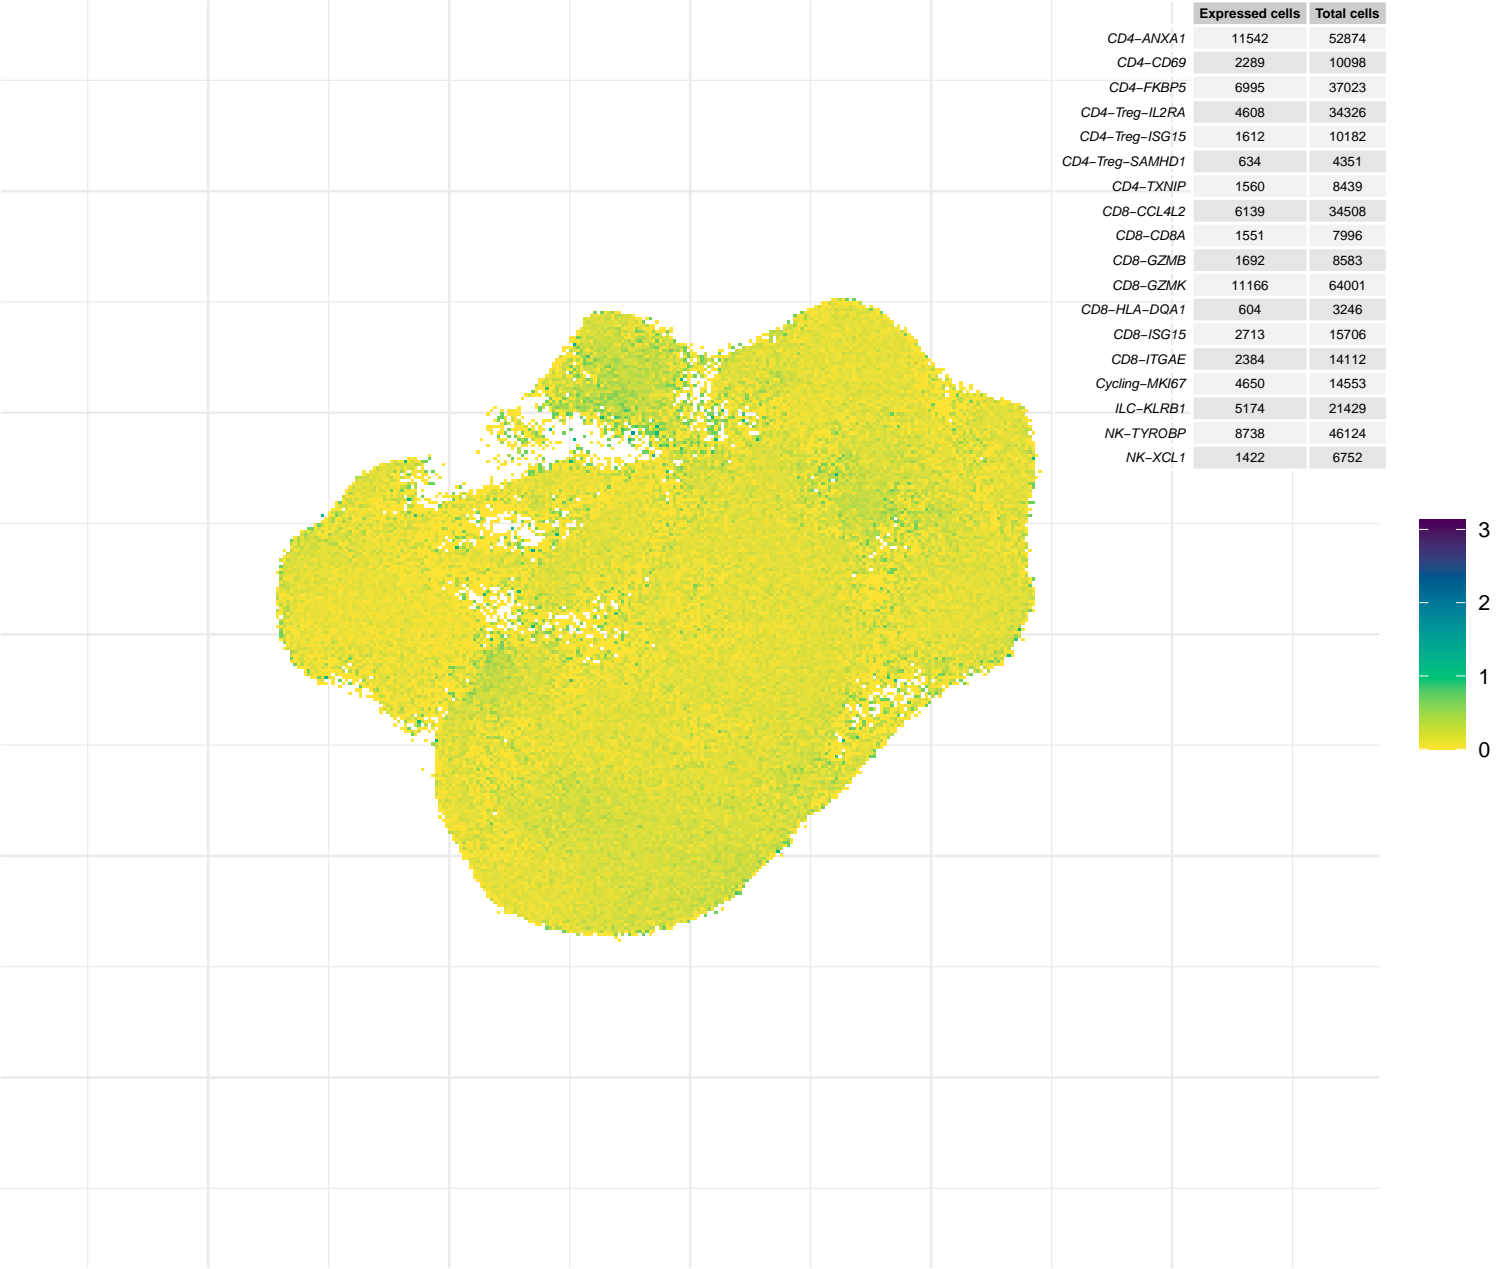 Expressed cells Total cells
CD4−ANXA1 11542 52874
CD4−CD69 2289 10098
CD4−FKBP5 6995 37023
CD4−Treg−IL2RA 4608 34326
CD4−Treg−ISG15 1612 10182
CD4−Treg−SAMHD1 634 4351
CD4−TXNIP 1560 8439
CD8−CCL4L2 6139 34508
CD8−CD8A 1551 7996
CD8−GZMB 1692 8583
CD8−GZMK 11166 64001
CD8−HLA−DQA1 604 3246
CD8−ISG15 2713 15706
CD8−ITGAE 2384 14112
Cycling−MKI67 4650 14553
ILC−KLRB1 5174 21429
NK−TYROBP 8738 46124
NK−XCL1 1422 6752
3
2
1
0